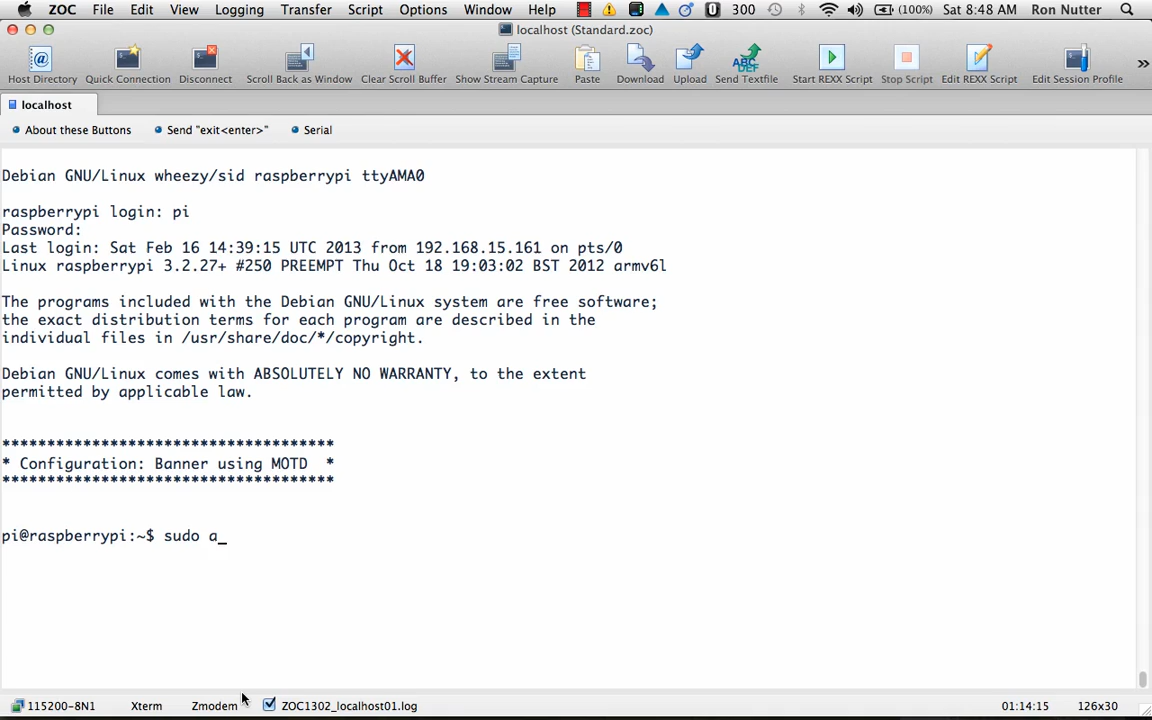 ZOC File Edit View Logging Transfer Script Options Window Help 300 (100%) Sat 8:48 AM Ron Nutter
localhost (Standard.zoc)
Host Directory Quick Connection Disconnect Scroll Back as Window Clear Scroll Buffer Show Stream Capture Paste Download Upload Send Textfile Start REXX Script Stop Script Edit REXX Script Edit Session Profile »
localhost
About these Buttons Send "exit<enter>" Serial
Debian GNU/Linux wheezy/sid raspberrypi ttyAMA0
raspberrypi login: pi
Password:
Last login: Sat Feb 16 14:39:15 UTC 2013 from 192.168.15.161 on pts/0
Linux raspberrypi 3.2.27+ #250 PREEMPT Thu Oct 18 19:03:02 BST 2012 armv6l
The programs included with the Debian GNU/Linux system are free software;
the exact distribution terms for each program are described in the
individual files in /usr/share/doc/*/copyright.
Debian GNU/Linux comes with ABSOLUTELY NO WARRANTY, to the extent
permitted by applicable law.
*************************************
* Configuration: Banner using MOTD  *
*************************************
pi@raspberrypi:~$ sudo a_
115200-8N1 Xterm Zmodem ZOC1302_localhost01.log 01:14:15 126x30